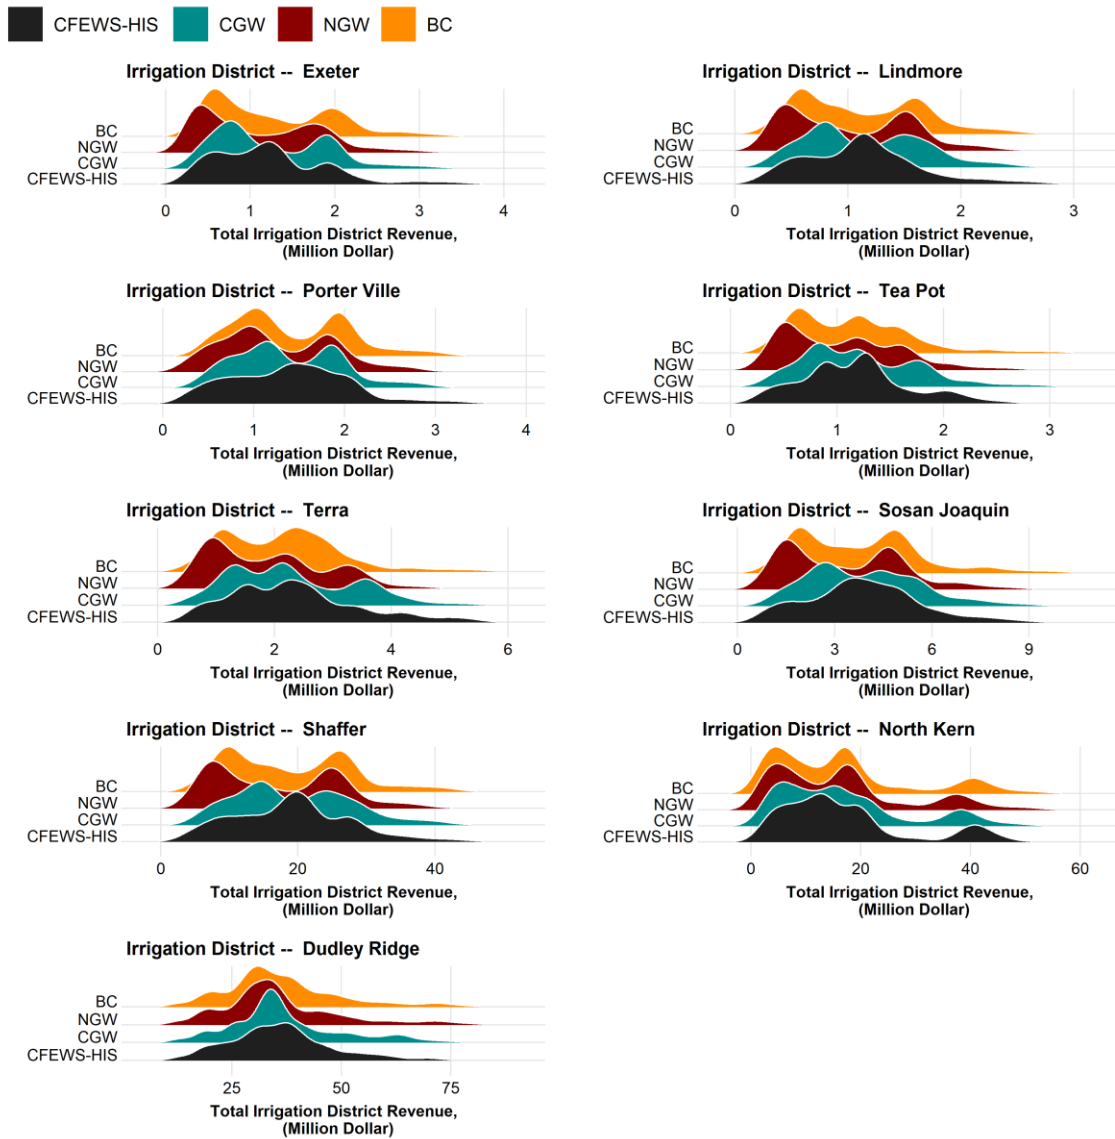 CFEWS-HIS CGW NGW BC
Irrigation District -- Exeter
BC
NGW
CGW
CFEWS-HIS
0 1 2 3 4
Total Irrigation District Revenue,
(Million Dollar)
Irrigation District -- Lindmore
BC
NGW
CGW
CFEWS-HIS
0 1 2 3
Total Irrigation District Revenue,
(Million Dollar)
Irrigation District -- Porter Ville
BC
NGW
CGW
CFEWS-HIS
0 1 2 3 4
Total Irrigation District Revenue,
(Million Dollar)
Irrigation District -- Tea Pot
BC
NGW
CGW
CFEWS-HIS
0 1 2 3
Total Irrigation District Revenue,
(Million Dollar)
Irrigation District -- Terra
BC
NGW
CGW
CFEWS-HIS
0 2 4 6
Total Irrigation District Revenue,
(Million Dollar)
Irrigation District -- Sosan Joaquin
BC
NGW
CGW
CFEWS-HIS
0 3 6 9
Total Irrigation District Revenue,
(Million Dollar)
Irrigation District -- Shaffer
BC
NGW
CGW
CFEWS-HIS
0 20 40
Total Irrigation District Revenue,
(Million Dollar)
Irrigation District -- North Kern
BC
NGW
CGW
CFEWS-HIS
0 20 40 60
Total Irrigation District Revenue,
(Million Dollar)
Irrigation District -- Dudley Ridge
BC
NGW
CGW
CFEWS-HIS
25 50 75
Total Irrigation District Revenue,
(Million Dollar)